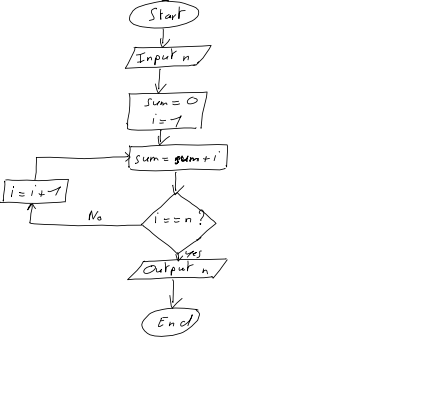 Start
Input n
sum = 0
i = 1
sum = sum + i
i = i + 1
No
i == n ?
yes
Output n
End